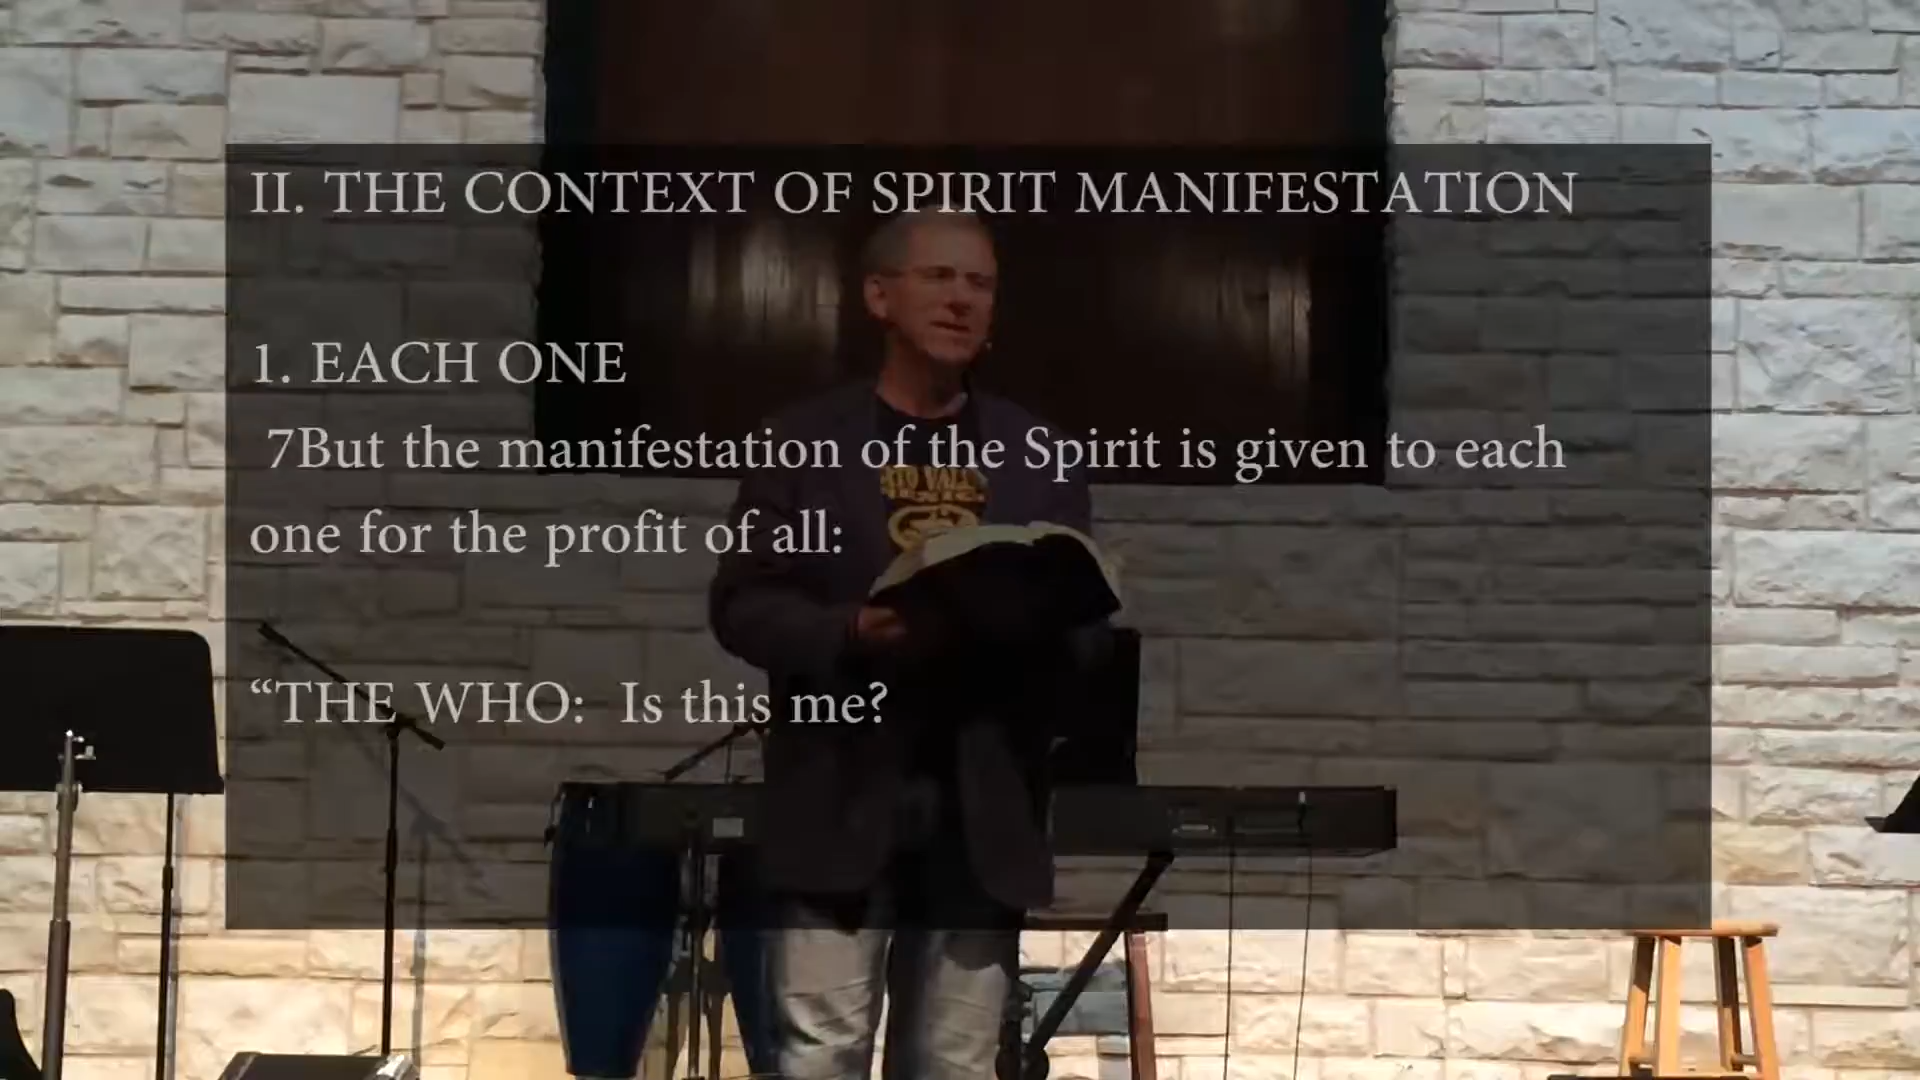 II. THE CONTEXT OF SPIRIT MANIFESTATION
1. EACH ONE
7But the manifestation of the Spirit is given to each
one for the profit of all:
“THE WHO:  Is this me?